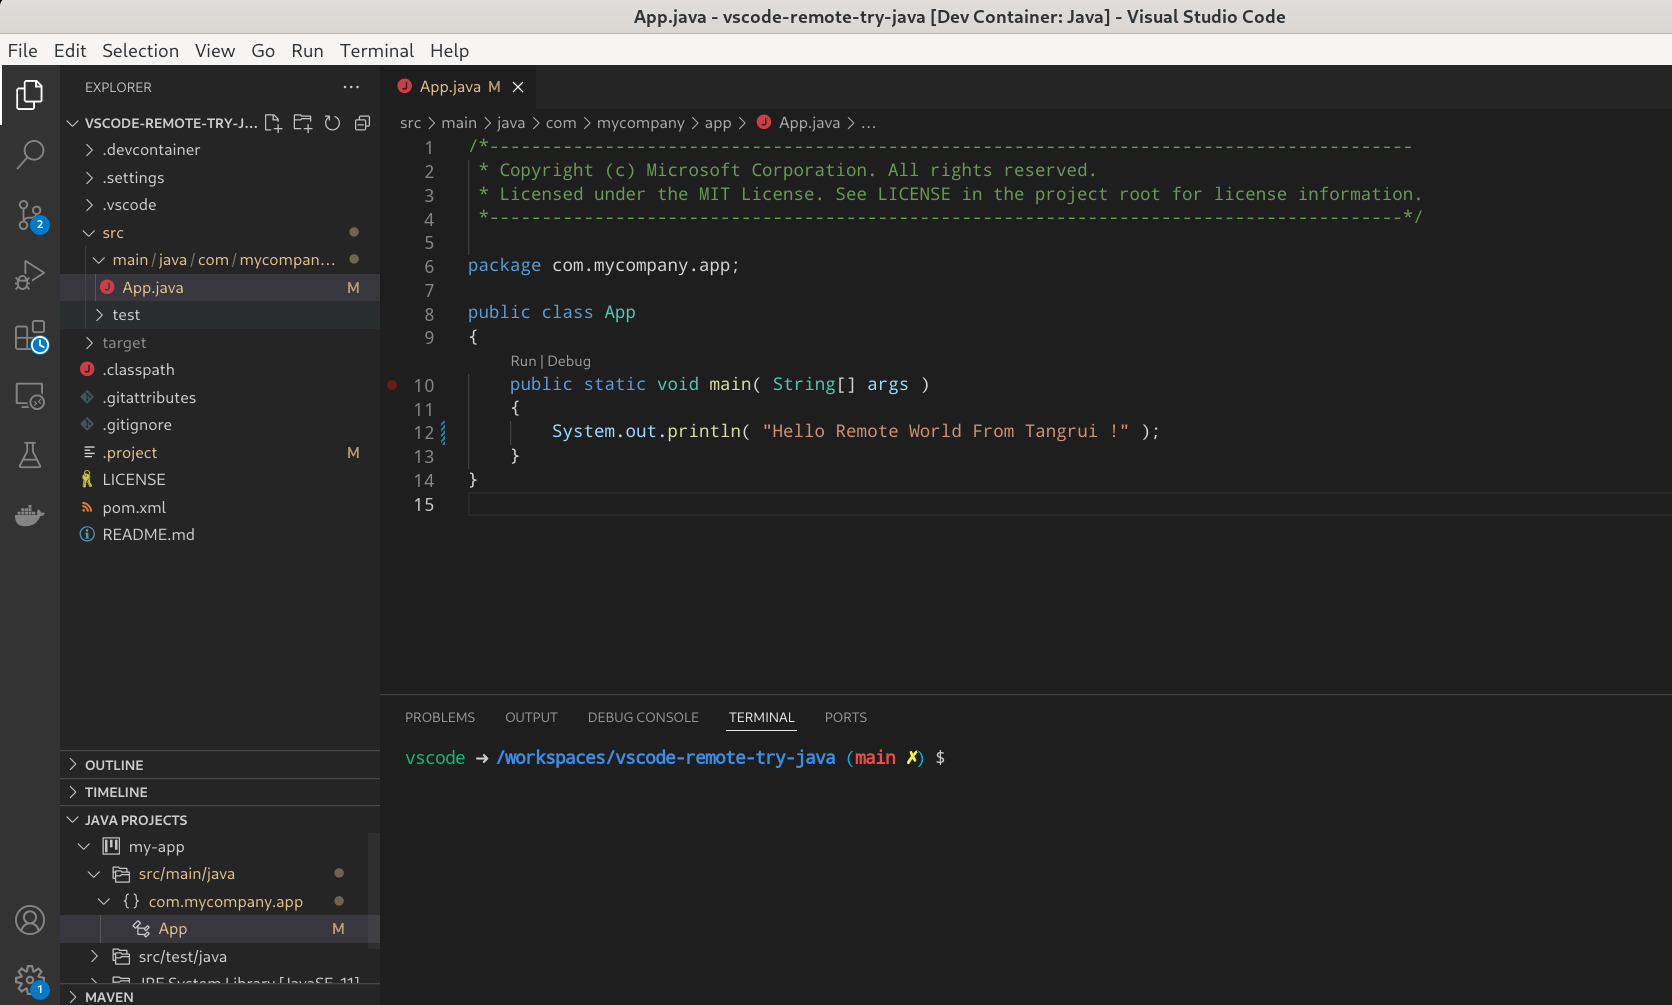 App.java - vscode-remote-try-java [Dev Container: Java] - Visual Studio Code
File Edit Selection View Go Run Terminal Help
EXPLORER
VSCODE-REMOTE-TRY-J...
.devcontainer
.settings
.vscode
src
main/java/com/mycompan...
App.java M
test
target
.classpath
.gitattributes
.gitignore
.project M
LICENSE
pom.xml
README.md
OUTLINE
TIMELINE
JAVA PROJECTS
my-app
src/main/java
com.mycompany.app
App M
src/test/java
JRE System Library [JavaSE-11]
MAVEN
2
1
App.java M
src > main > java > com > mycompany > app > App.java > ...
1 /*----------------------------------------------------------------------------------------
2 * Copyright (c) Microsoft Corporation. All rights reserved.
3 * Licensed under the MIT License. See LICENSE in the project root for license information.
4 *---------------------------------------------------------------------------------------*/
5
6 package com.mycompany.app;
7
8 public class App
9 {
Run | Debug
10 public static void main( String[] args )
11 {
12 System.out.println( "Hello Remote World From Tangrui !" );
13 }
14 }
15
PROBLEMS OUTPUT DEBUG CONSOLE TERMINAL PORTS
vscode ➜ /workspaces/vscode-remote-try-java (main ✗) $